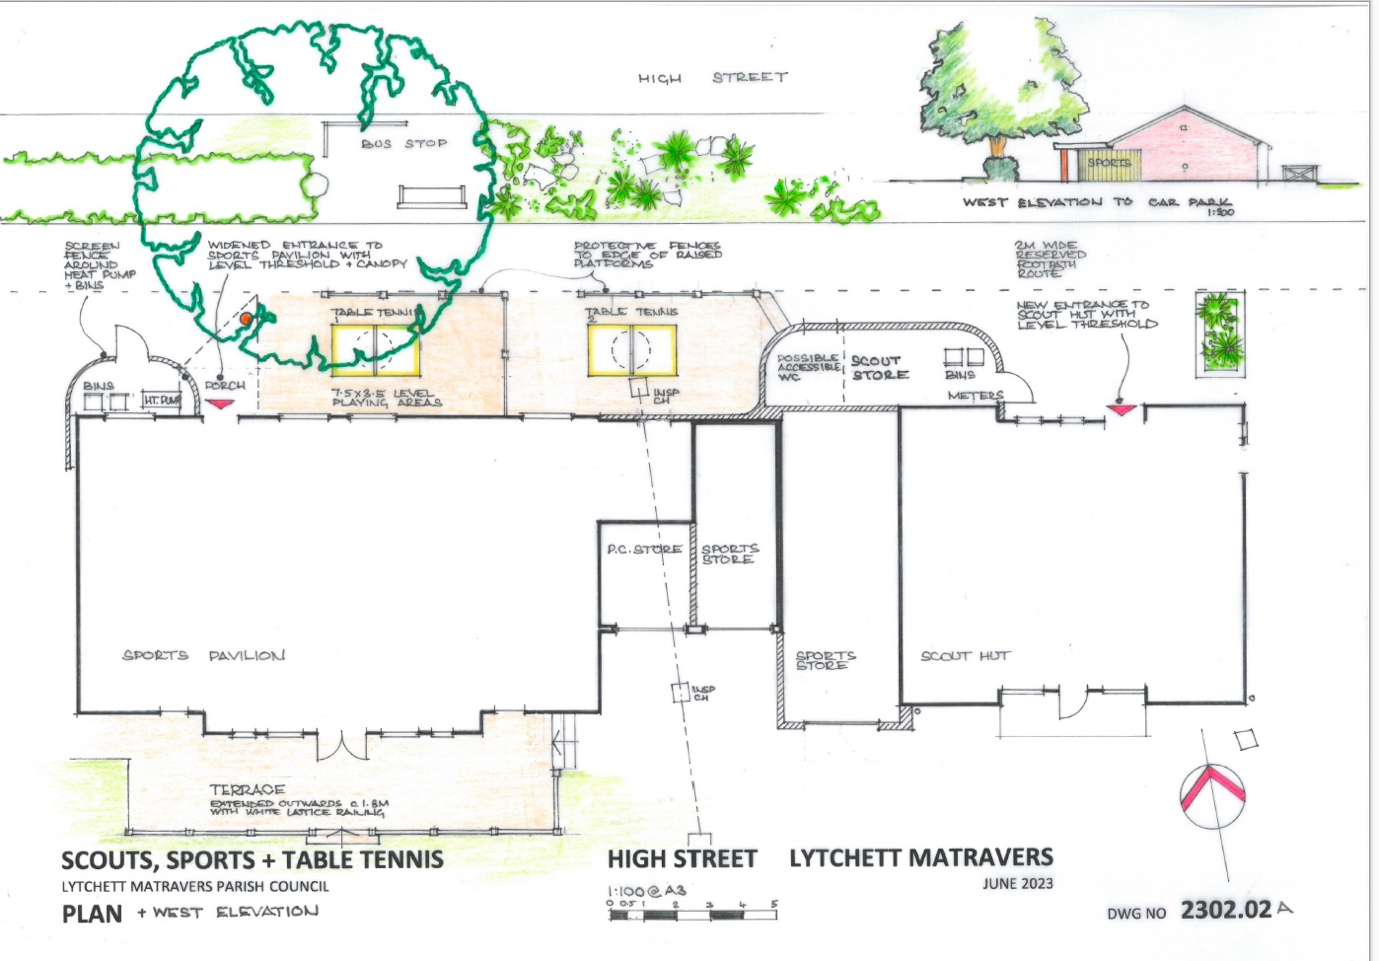 HIGH STREET
BUS STOP
SPORTS
WEST ELEVATION TO CAR PARK
1:200
SCREEN
FENCE
AROUND
HEAT PUMP
+ BINS
WIDENED ENTRANCE TO
SPORTS PAVILION WITH
LEVEL THRESHOLD + CANOPY
PROTECTIVE FENCES
TO EDGE OF RAISED
PLATFORMS
2M WIDE
RESERVED
FOOTPATH
ROUTE
NEW ENTRANCE TO
SCOUT HUT WITH
LEVEL THRESHOLD
TABLE TENNIS
1
TABLE TENNIS
2
BINS
HT. PUMP
PORCH
7·5 x 3·5 LEVEL
PLAYING AREAS
INSP
CH
POSSIBLE
ACCESSIBLE
WC
SCOUT
STORE
BINS
METERS
P.C. STORE
SPORTS
STORE
SPORTS PAVILION
SPORTS
STORE
SCOUT HUT
INSP
CH
TERRACE
EXTENDED OUTWARDS C 1.8M
WITH WHITE LATTICE RAILING
SCOUTS, SPORTS + TABLE TENNIS
LYTCHETT MATRAVERS PARISH COUNCIL
PLAN + WEST ELEVATION
HIGH STREET LYTCHETT MATRAVERS
JUNE 2023
1:100 @ A3
0 0.5 1 2 3 4 5
DWG NO 2302.02 A